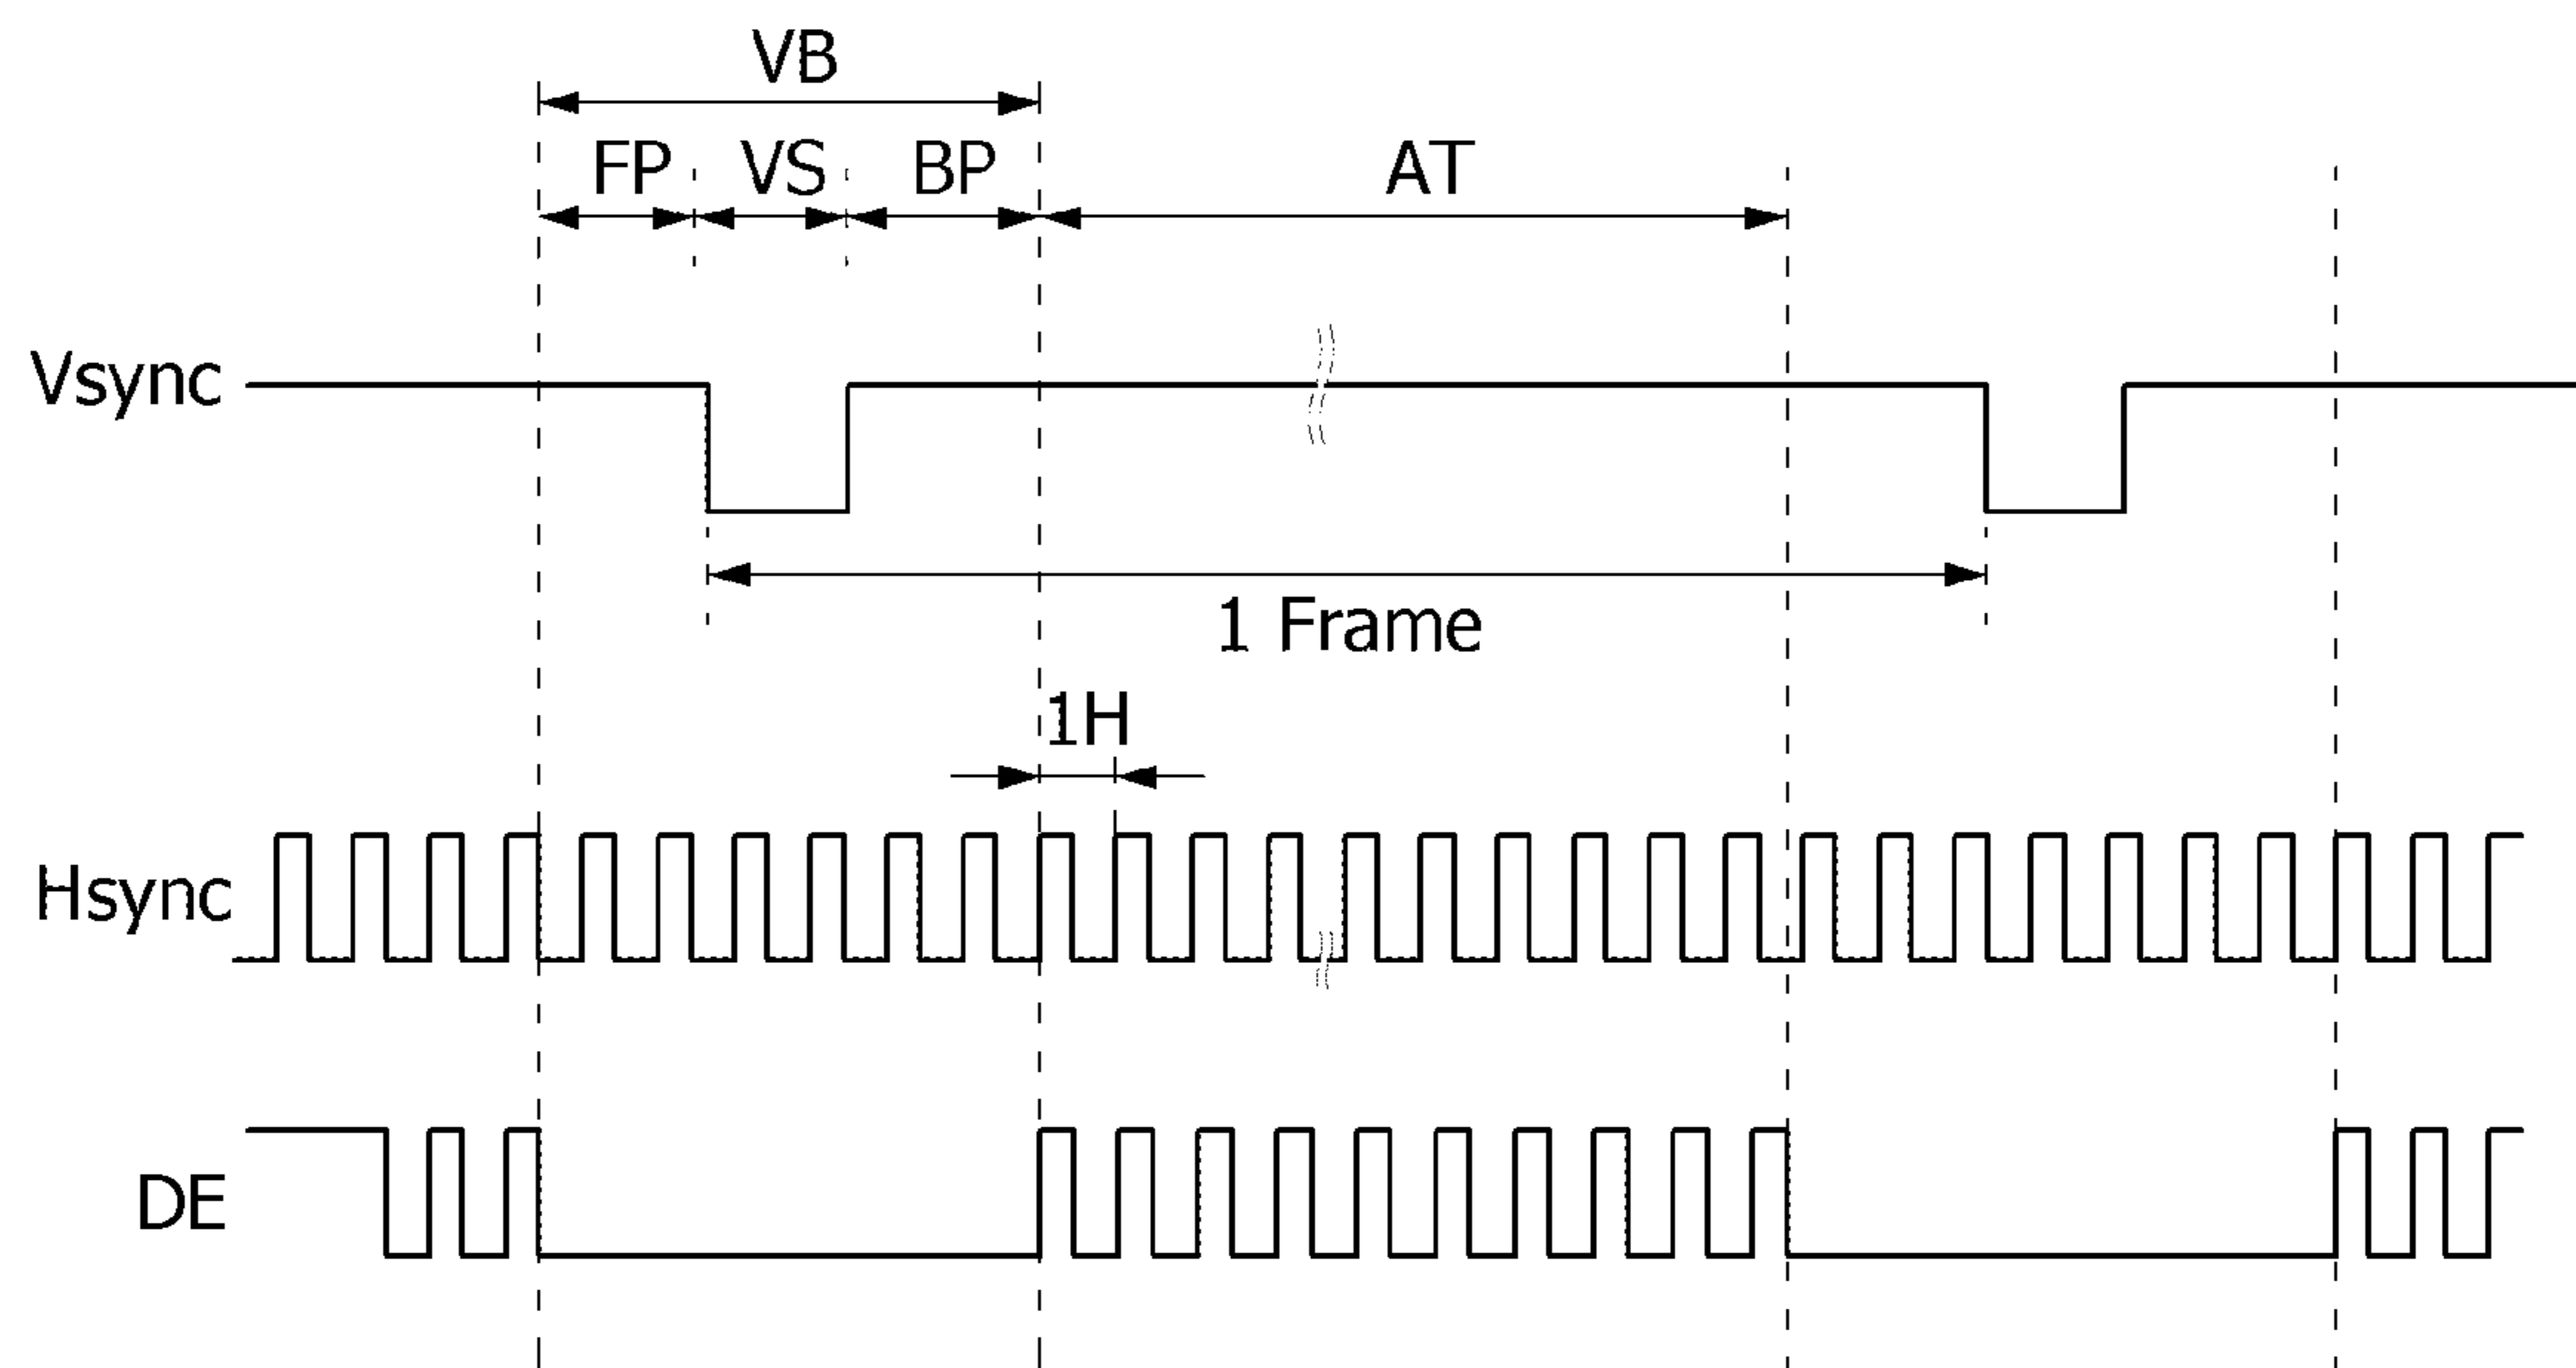 VB
FP VS BP AT
Vsync
1 Frame
1H
Hsync
DE